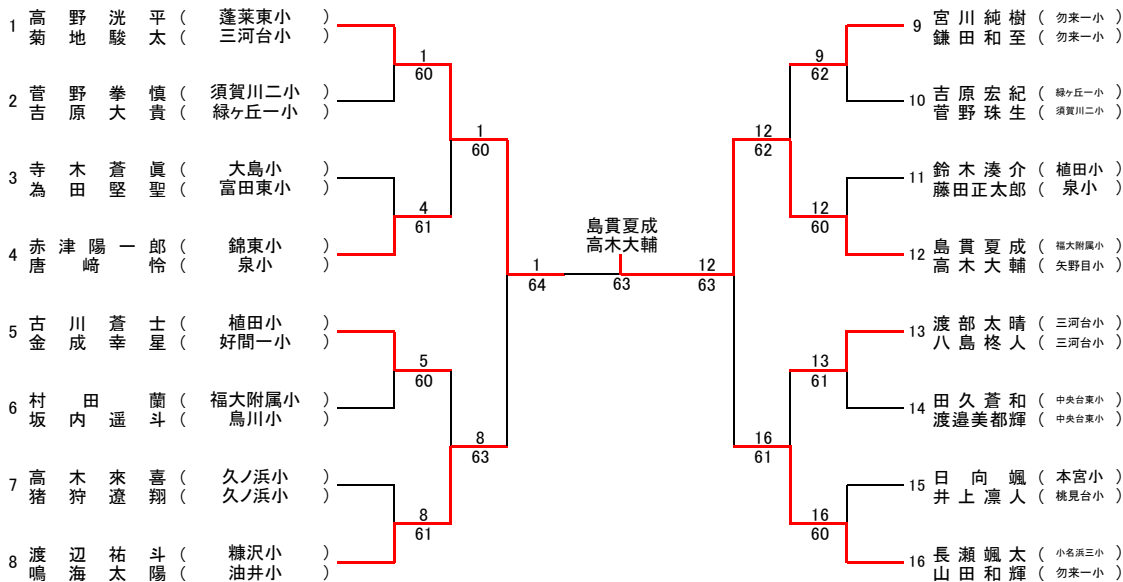 1 高野洸平 ( 蓬莱東小 )
菊地駿太 ( 三河台小 )
2 菅野拳慎 ( 須賀川二小 )
吉原大貴 ( 緑ヶ丘一小 )
3 寺木蒼眞 ( 大島小 )
為田堅聖 ( 富田東小 )
4 赤津陽一郎 ( 錦東小 )
唐﨑怜 ( 泉小 )
5 古川蒼士 ( 植田小 )
金成幸星 ( 好間一小 )
6 村田蘭 ( 福大附属小 )
坂内遥斗 ( 鳥川小 )
7 高木來喜 ( 久ノ浜小 )
猪狩遼翔 ( 久ノ浜小 )
8 渡辺祐斗 ( 糠沢小 )
鳴海太陽 ( 油井小 )
1
60
4
61
5
60
8
61
1
60
8
63
1
64
島貫夏成
高木大輔
63
12
63
12
62
16
61
9
62
12
60
13
61
16
60
9 宮川純樹 ( 勿来一小 )
鎌田和至 ( 勿来一小 )
10 吉原宏紀 ( 緑ヶ丘一小 )
菅野珠生 ( 須賀川二小 )
11 鈴木湊介 ( 植田小 )
藤田正太郎 ( 泉小 )
12 島貫夏成 ( 福大附属小 )
高木大輔 ( 矢野目小 )
13 渡部太晴 ( 三河台小 )
八島柊人 ( 三河台小 )
14 田久蒼和 ( 中央台東小 )
渡邉美都輝 ( 中央台東小 )
15 日向颯 ( 本宮小 )
井上凛人 ( 桃見台小 )
16 長瀬颯太 ( 小名浜三小 )
山田和輝 ( 勿来一小 )